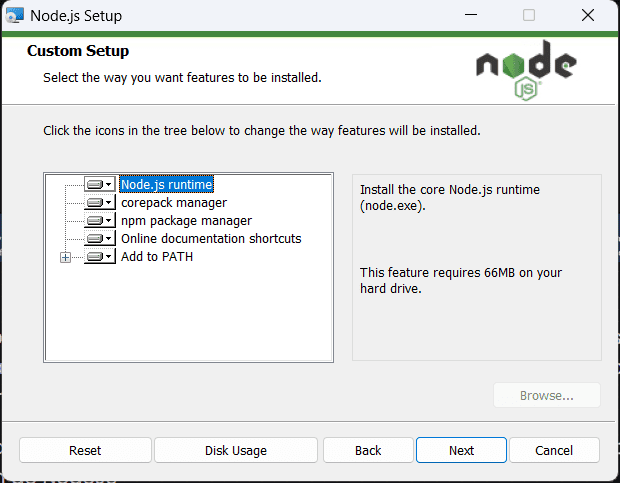 Node.js Setup
Custom Setup
Select the way you want features to be installed.
node
JS
Click the icons in the tree below to change the way features will be installed.
Node.js runtime
corepack manager
npm package manager
Online documentation shortcuts
Add to PATH
Install the core Node.js runtime
(node.exe).
This feature requires 66MB on your
hard drive.
Browse...
Reset
Disk Usage
Back
Next
Cancel